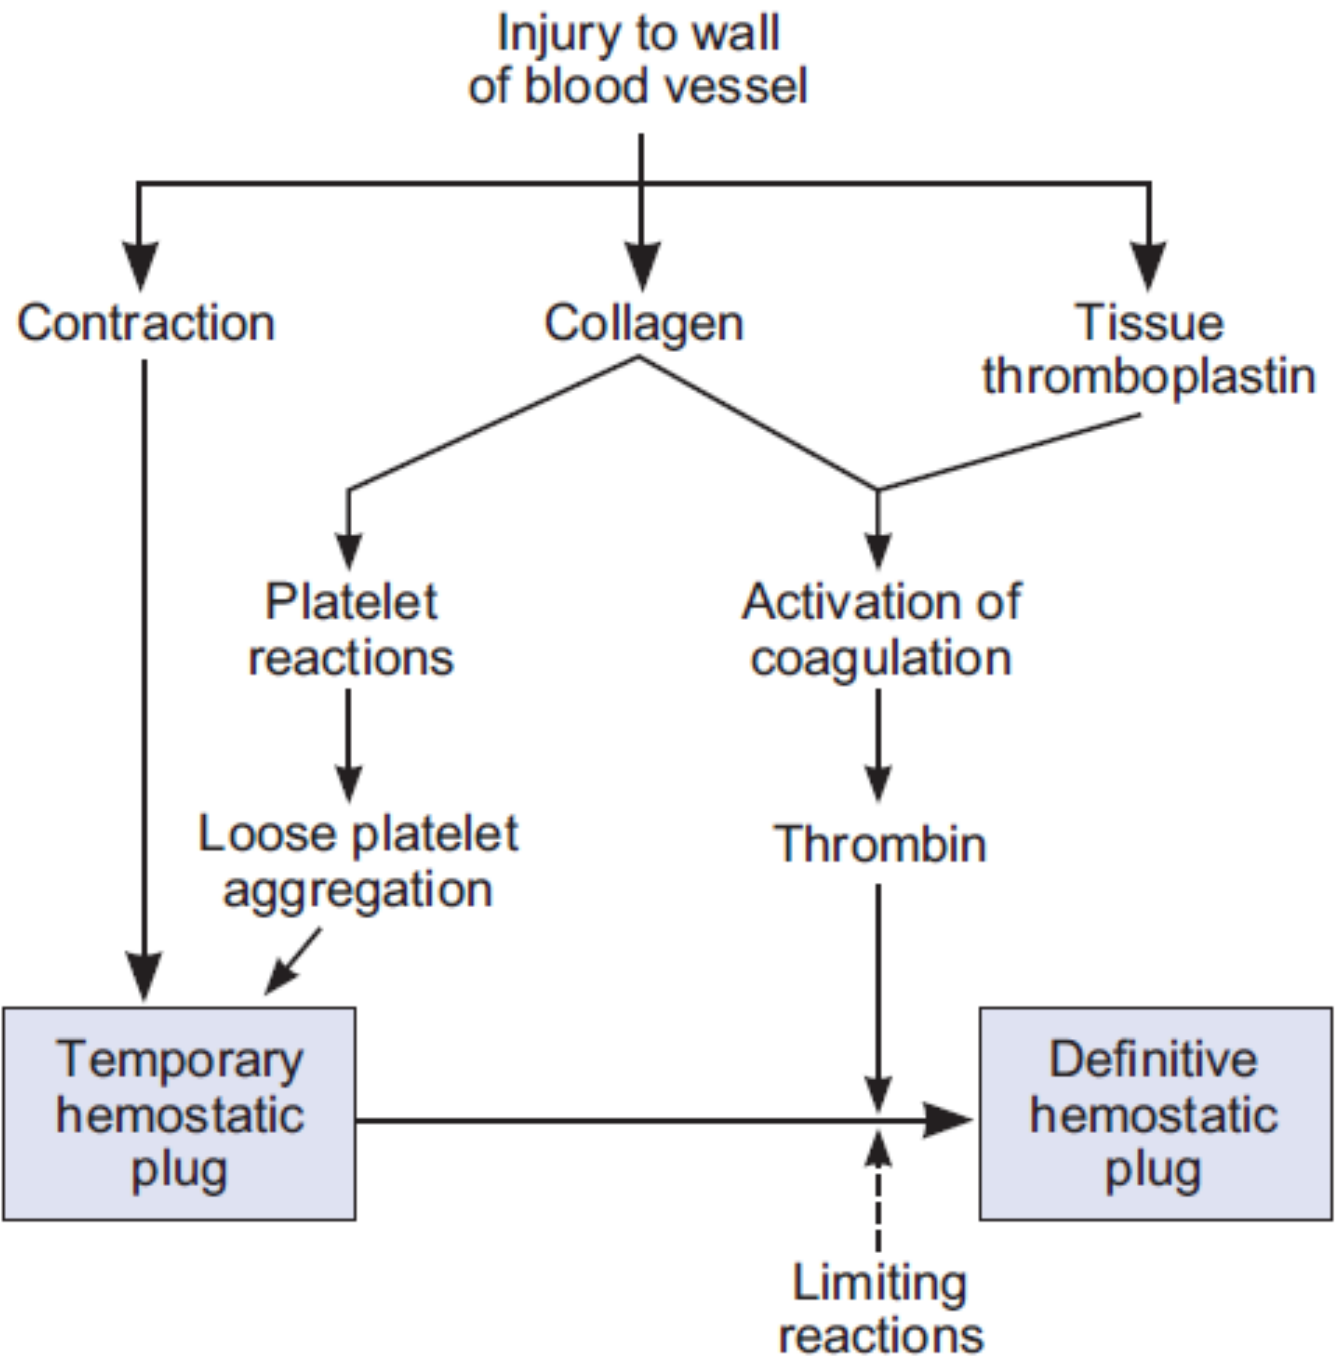 Injury to wall
of blood vessel
Contraction
Collagen
Tissue
thromboplastin
Platelet
reactions
Activation of
coagulation
Loose platelet
aggregation
Thrombin
Temporary
hemostatic
plug
Definitive
hemostatic
plug
Limiting
reactions